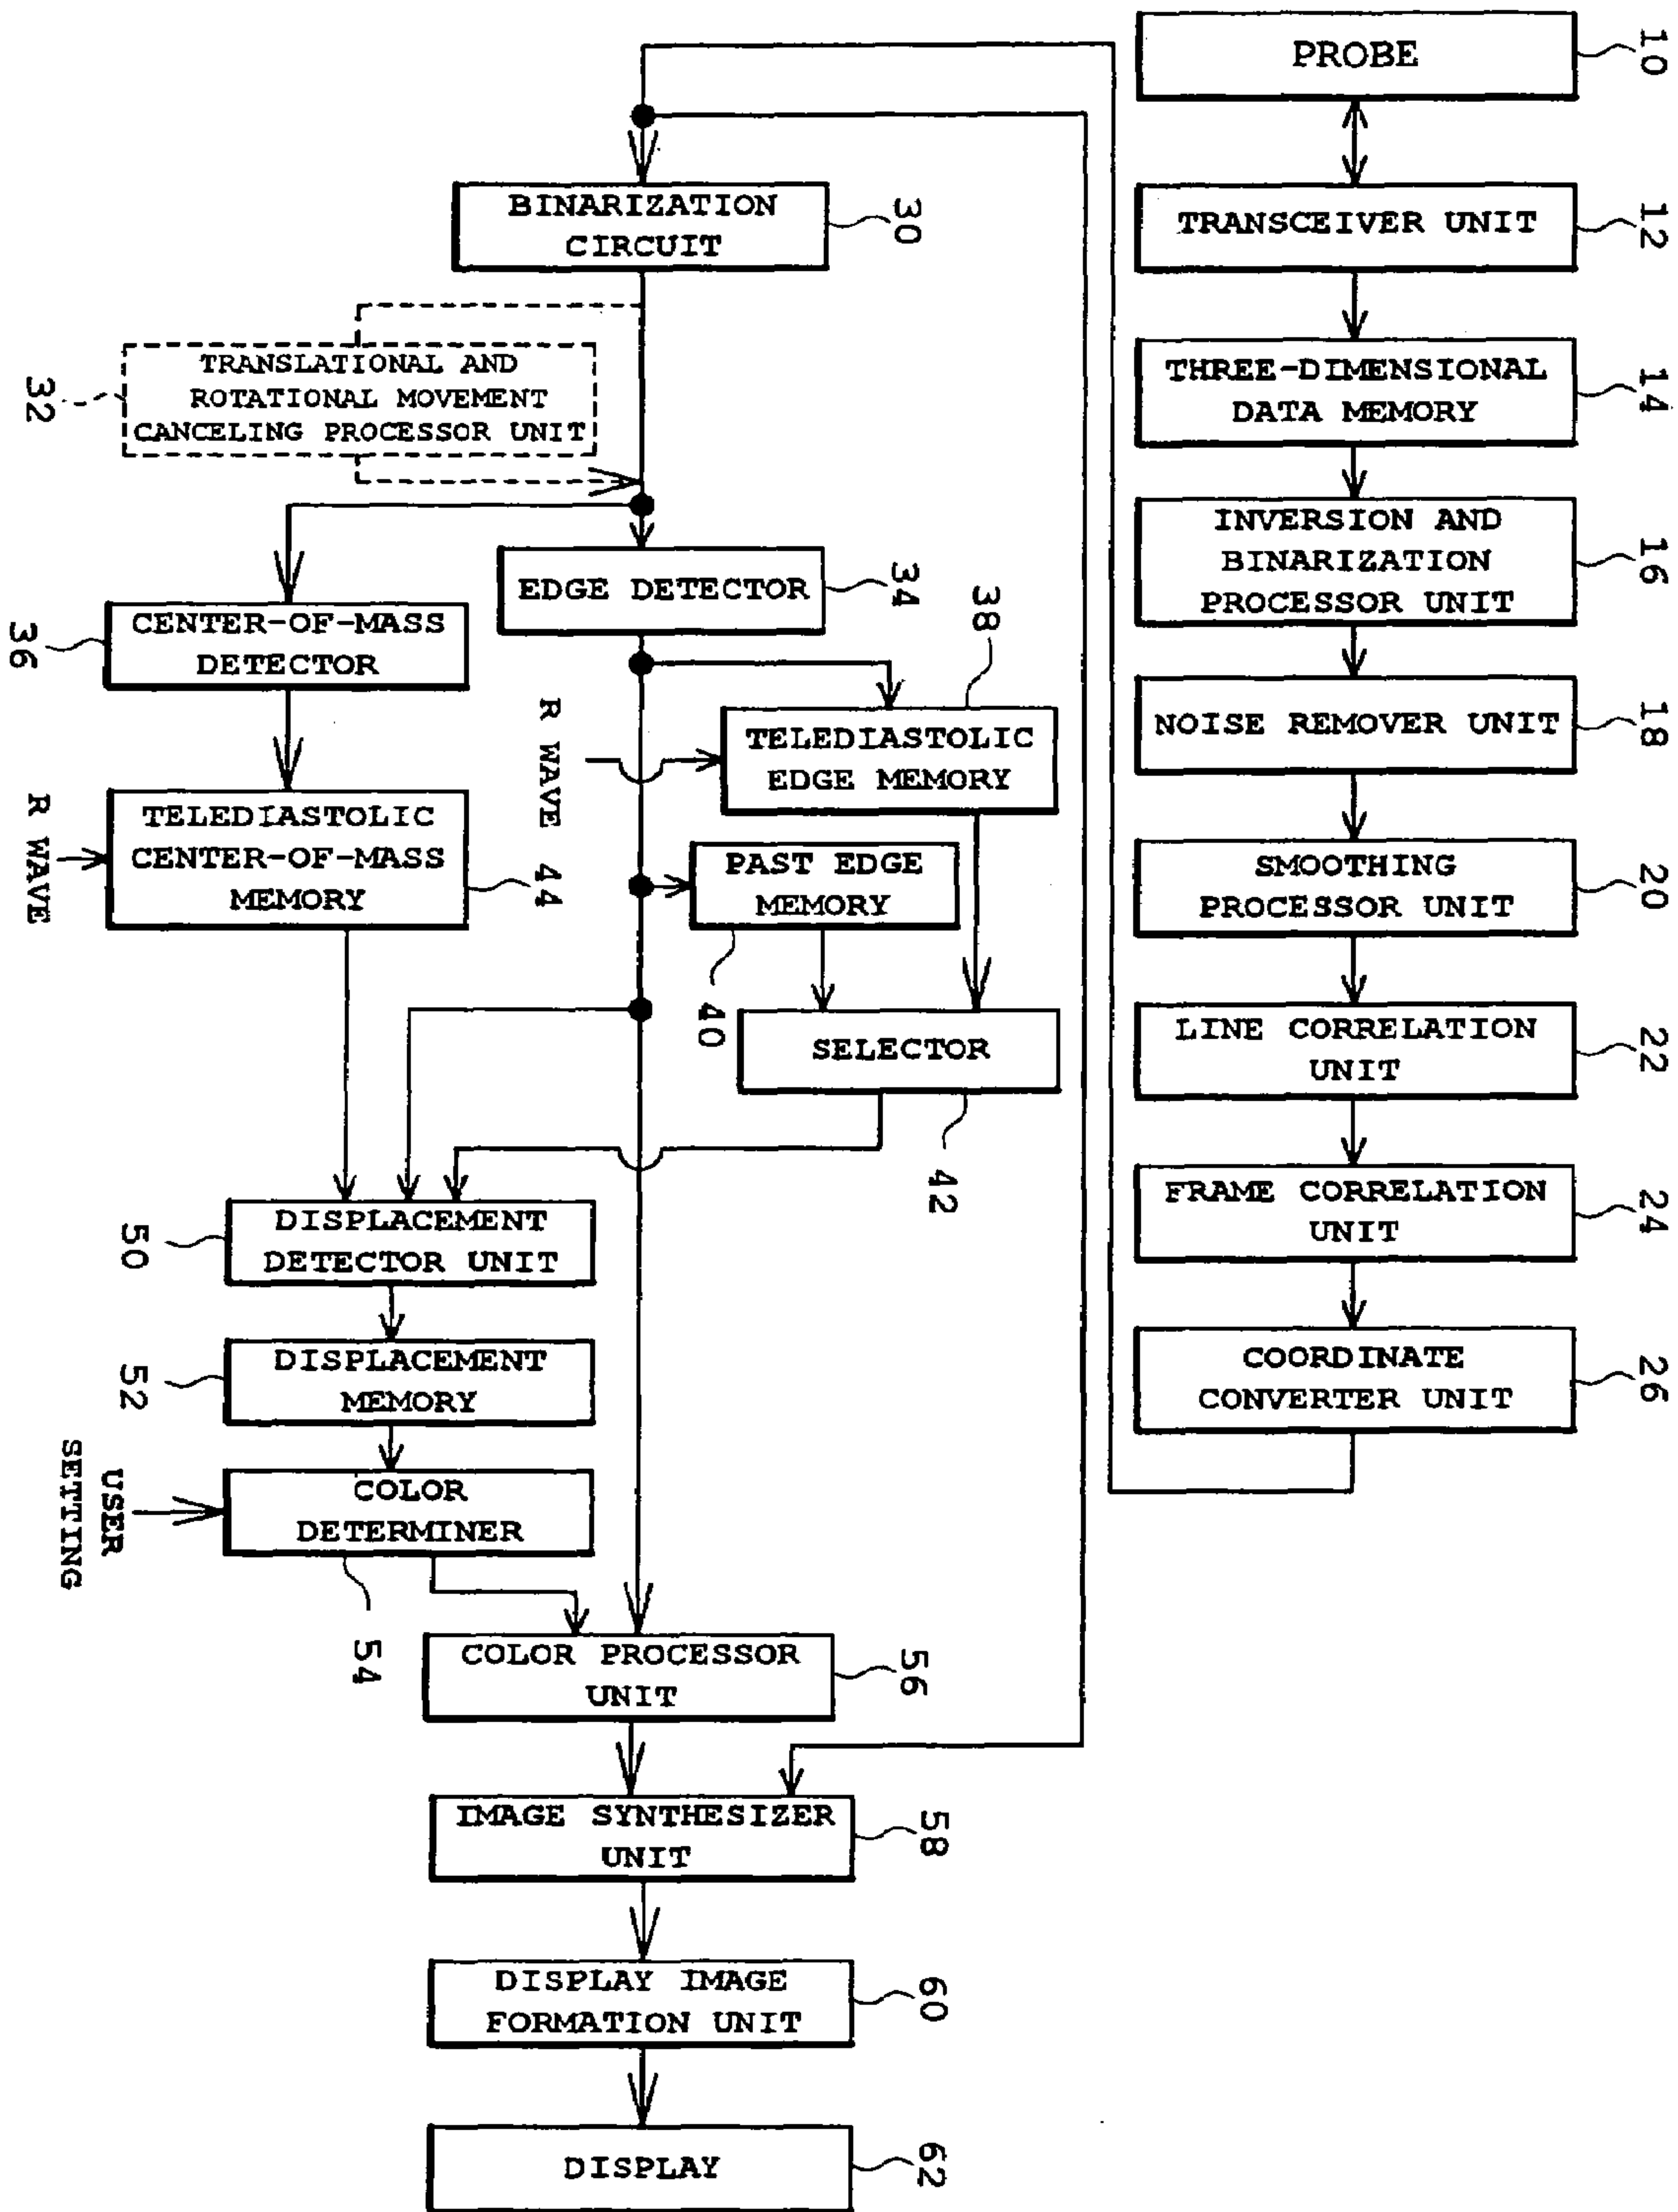 10
PROBE
12
TRANSCEIVER UNIT
14
THREE-DIMENSIONAL
DATA MEMORY
16
INVERSION AND
BINARIZATION
PROCESSOR UNIT
18
NOISE REMOVER UNIT
20
SMOOTHING
PROCESSOR UNIT
22
LINE CORRELATION
UNIT
24
FRAME CORRELATION
UNIT
26
COORDINATE
CONVERTER UNIT
30
BINARIZATION
CIRCUIT
32
TRANSLATIONAL AND
ROTATIONAL MOVEMENT
CANCELING PROCESSOR UNIT
34
EDGE DETECTOR
36
CENTER-OF-MASS
DETECTOR
38
TELEDIASTOLIC
EDGE MEMORY
R WAVE
40
PAST EDGE
MEMORY
42
SELECTOR
44
TELEDIASTOLIC
CENTER-OF-MASS
MEMORY
R WAVE
50
DISPLACEMENT
DETECTOR UNIT
52
DISPLACEMENT
MEMORY
54
COLOR
DETERMINER
USER
SETTING
56
COLOR PROCESSOR
UNIT
58
IMAGE SYNTHESIZER
UNIT
60
DISPLAY IMAGE
FORMATION UNIT
62
DISPLAY